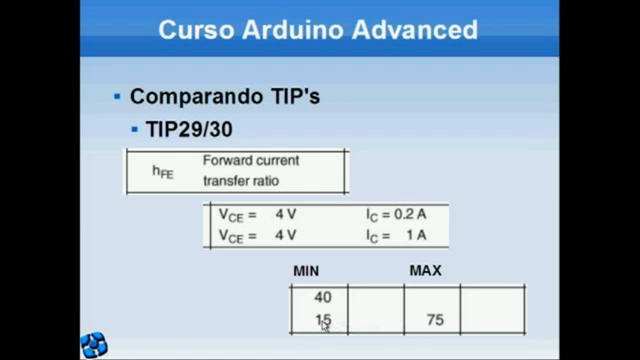 Curso Arduino Advanced
Comparando TIP's
TIP29/30
hFE Forward current
transfer ratio
VCE = 4 V IC = 0.2 A
VCE = 4 V IC = 1 A
MIN MAX
40
15 75